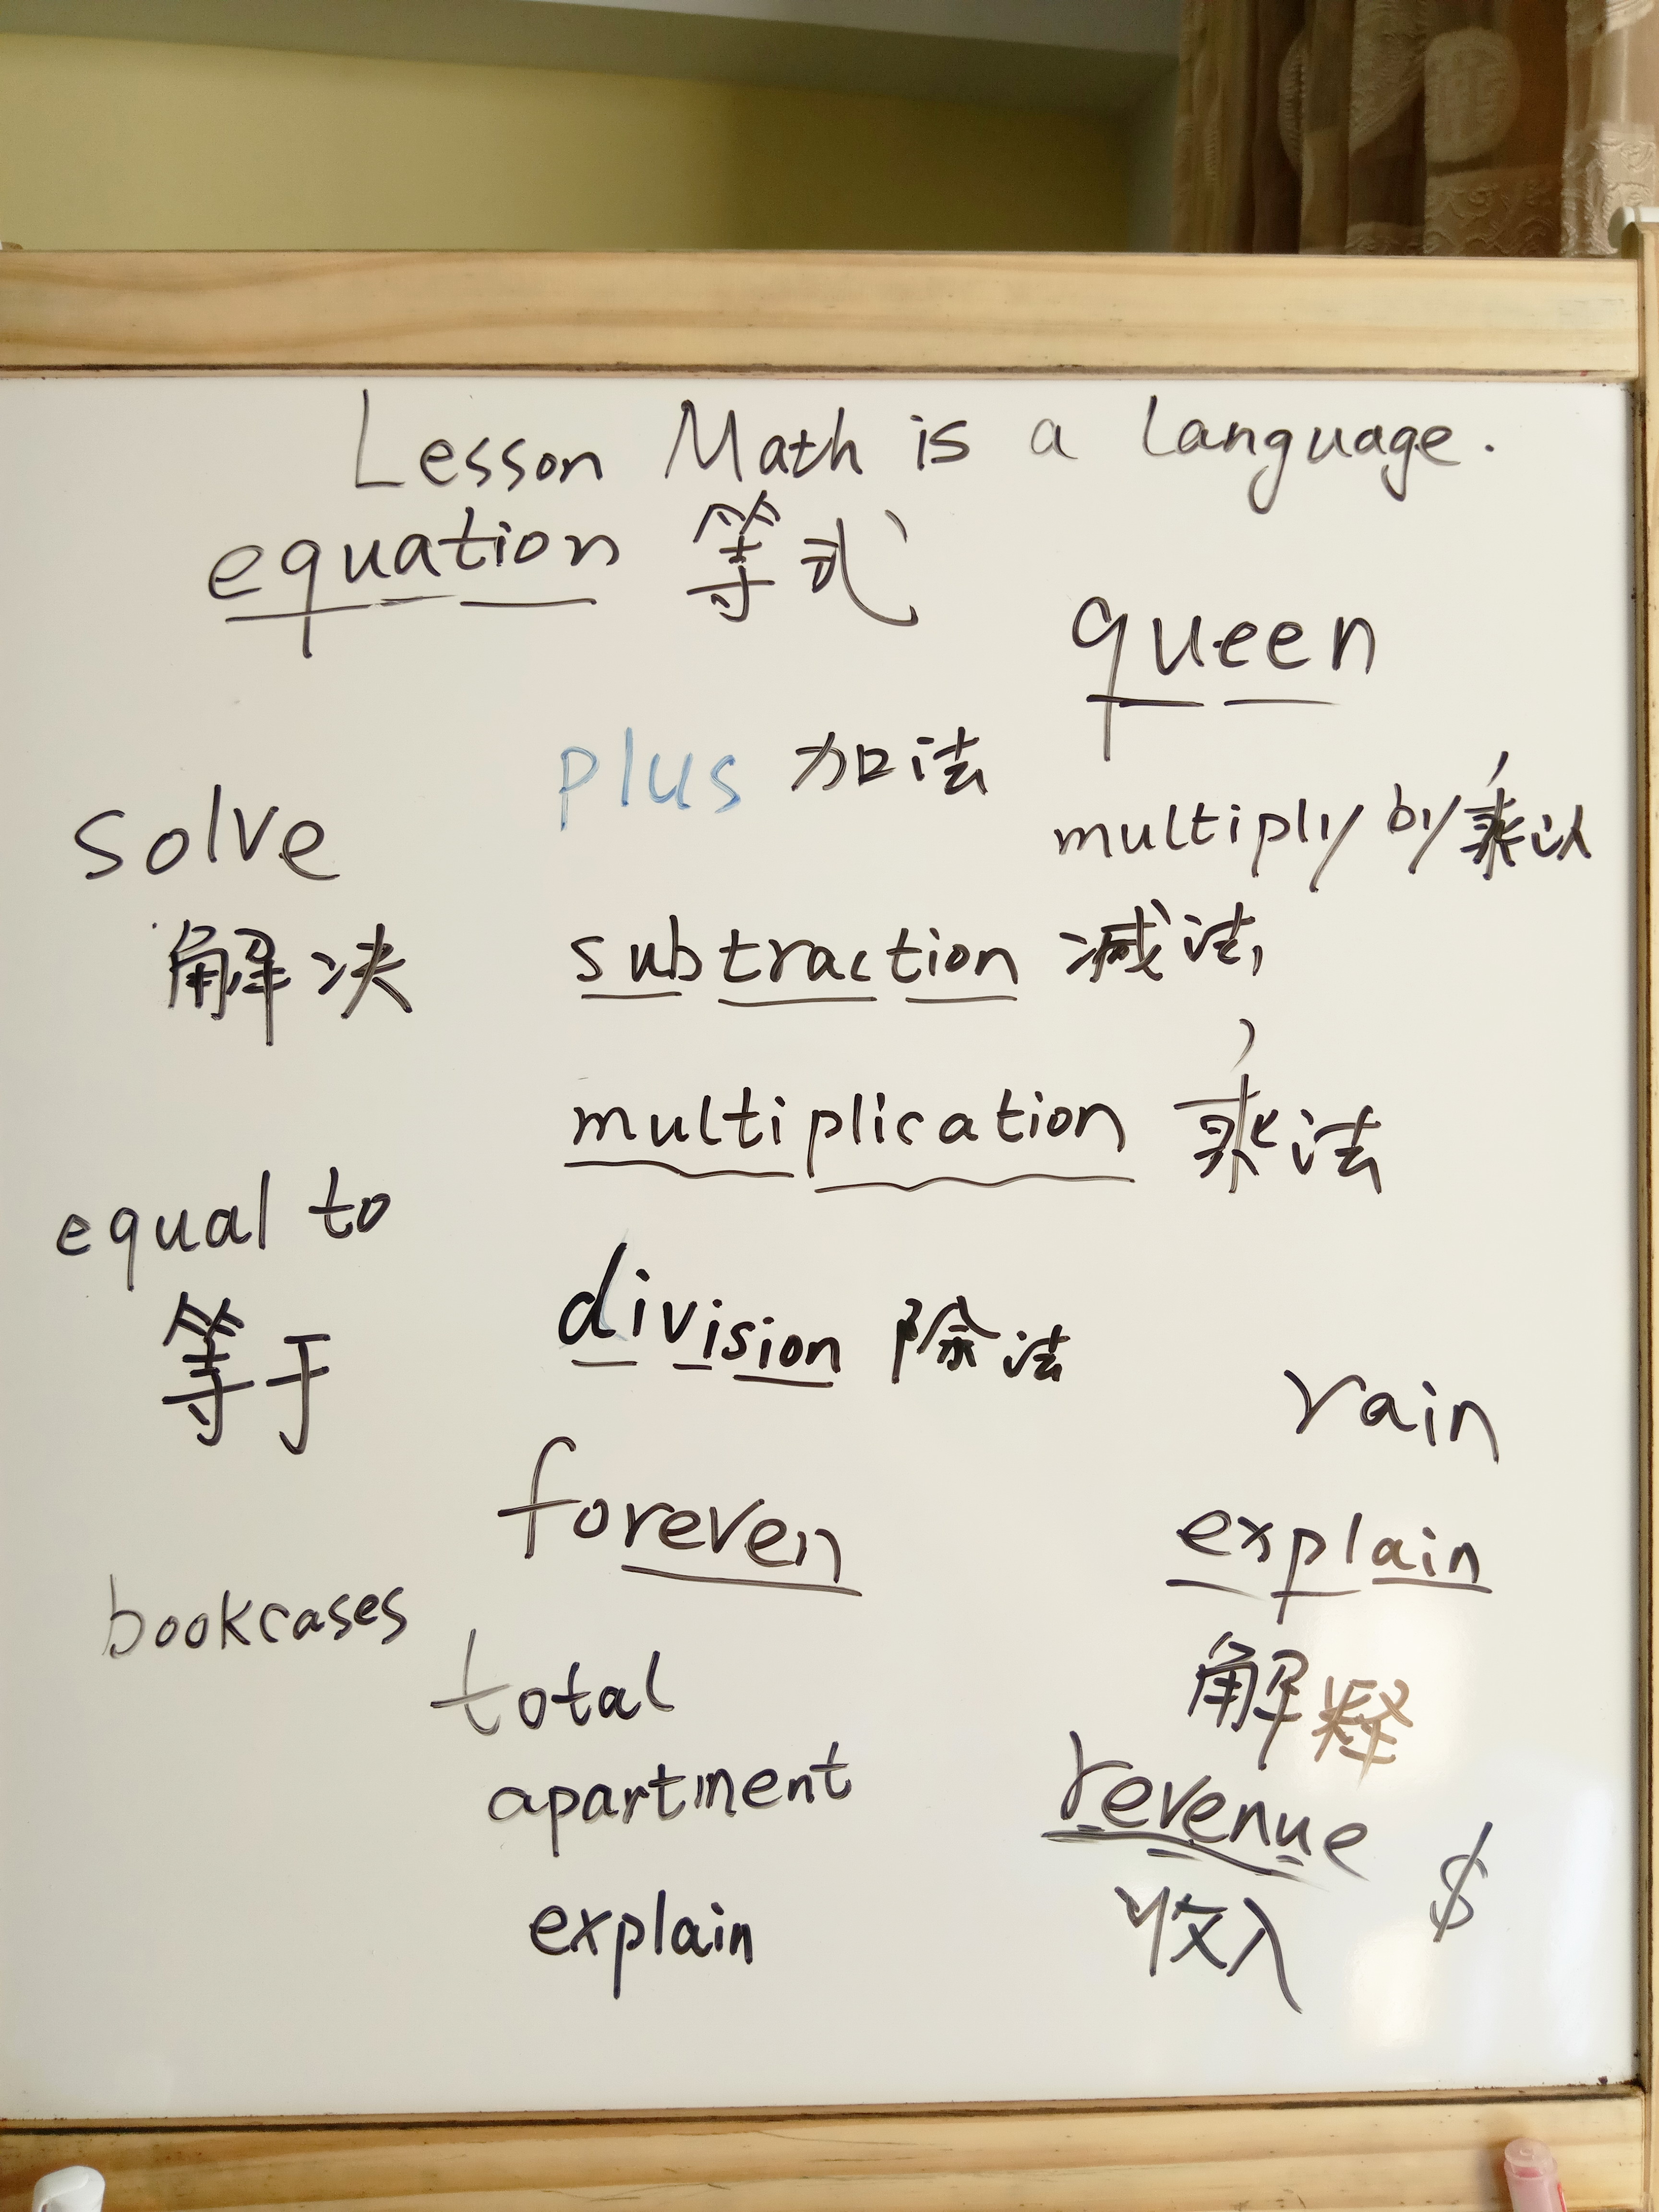 Lesson Math is a language.
equation 等式
queen
plus 加法
solve
multiply by 乘以
解决
subtraction 减法
multiplication 乘法
equal to
等于
division 除法
rain
foreven
explain
bookcases
total
解释
apartment
revenue
$
explain
收入